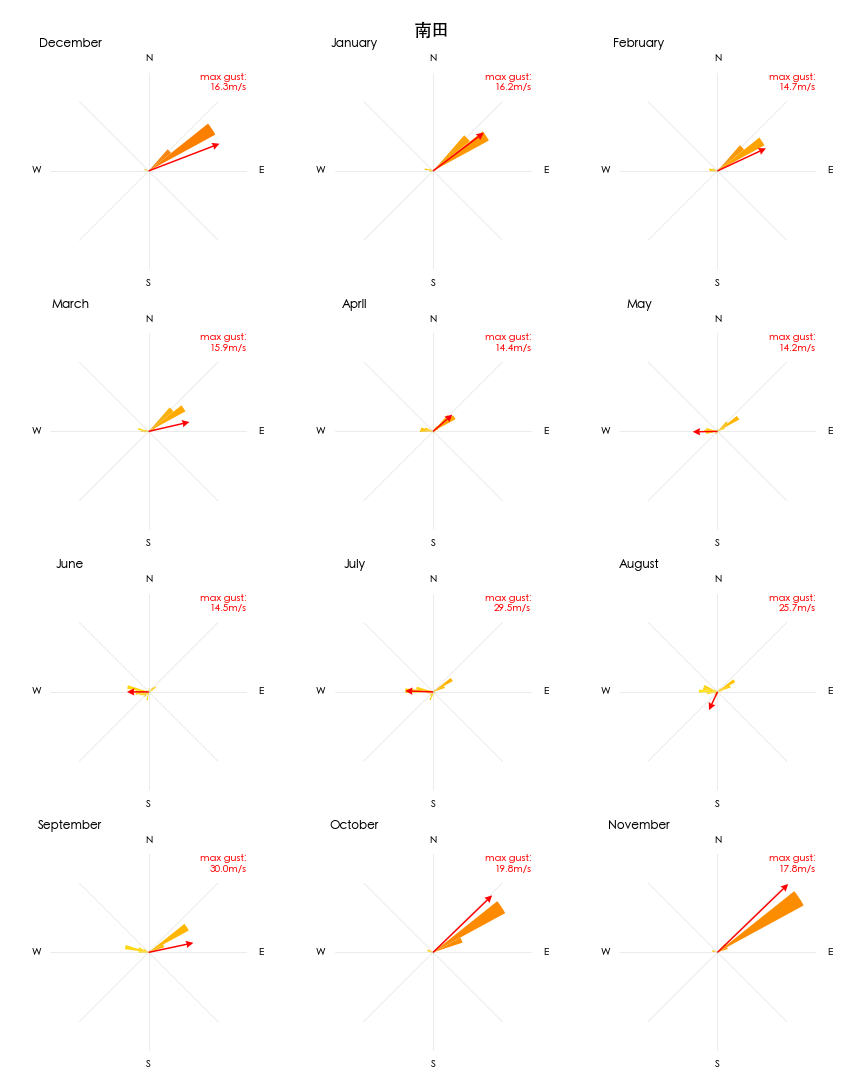 南田
December
N
max gust:
16.3m/s
W
E
S
January
N
max gust:
16.2m/s
W
E
S
February
N
max gust:
14.7m/s
W
E
S
March
N
max gust:
15.9m/s
W
E
S
April
N
max gust:
14.4m/s
W
E
S
May
N
max gust:
14.2m/s
W
E
S
June
N
max gust:
14.5m/s
W
E
S
July
N
max gust:
29.5m/s
W
E
S
August
N
max gust:
25.7m/s
W
E
S
September
N
max gust:
30.0m/s
W
E
S
October
N
max gust:
19.8m/s
W
E
S
November
N
max gust:
17.8m/s
W
E
S